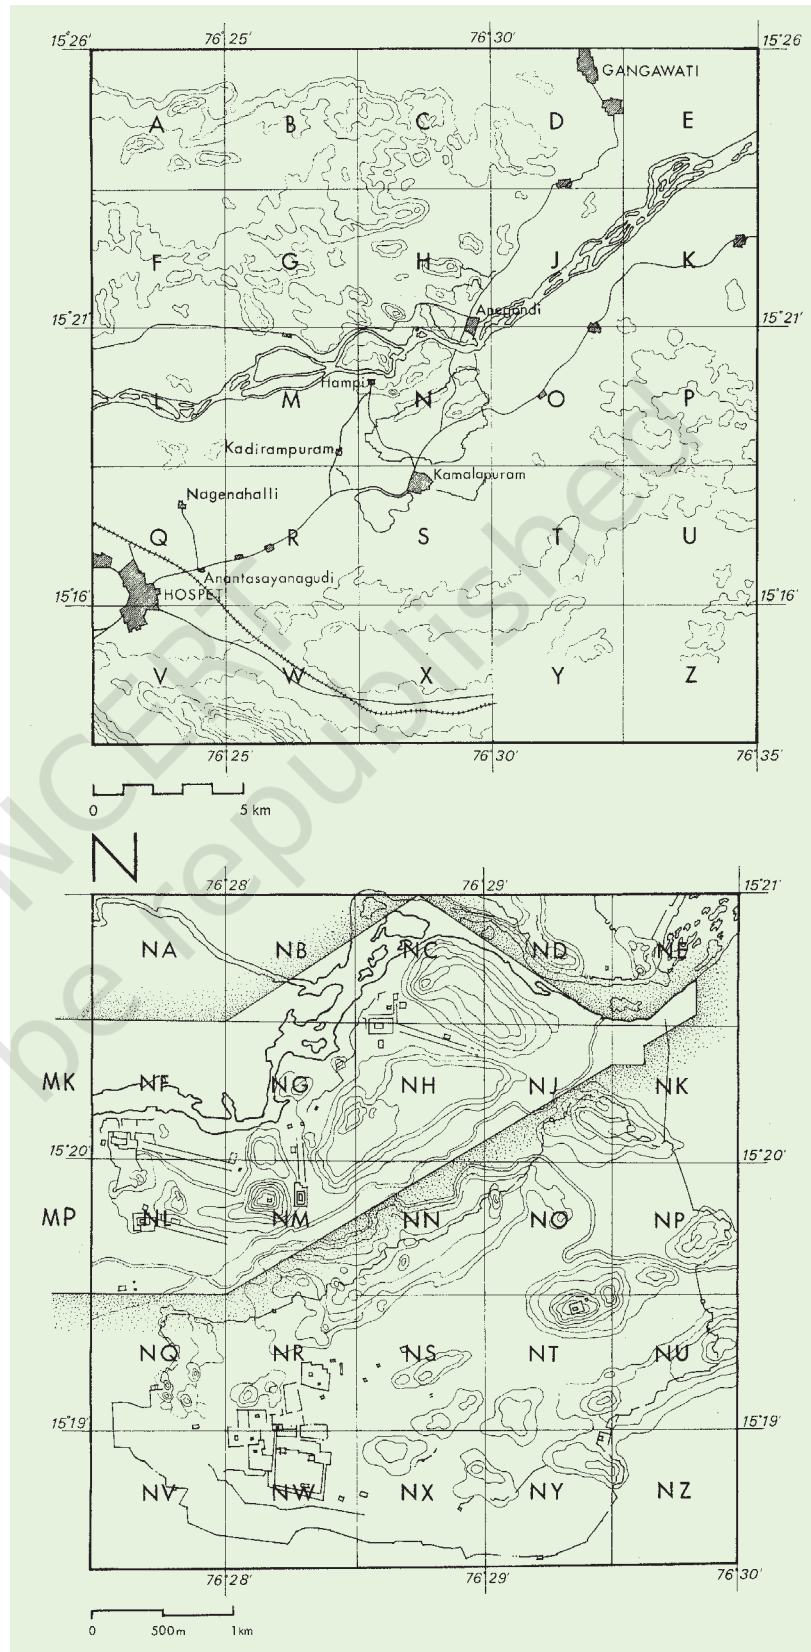 15°26' 76°25' 76°30' 15°26
GANGAWATI
A B C D E
F G H J K
Anegondi
15°21' 15°21'
Hampi
L M N O P
Kadirampuram
Kamalapuram
Nagenahalli
Q R S T U
Anantasayanagudi
HOSPET
15°16' 15°16'
V W X Y Z
76°25' 76°30' 76°35'
0 5 km
N
76°28' 76°29' 15°21'
NA NB NC ND NE
MK NF NG NH NJ NK
15°20' 15°20'
MP NL NM NN NO NP
NQ NR NS NT NU
15°19' 15°19'
NV NW NX NY NZ
76°28' 76°29' 76°30'
0 500m 1km
NCERT
be republished